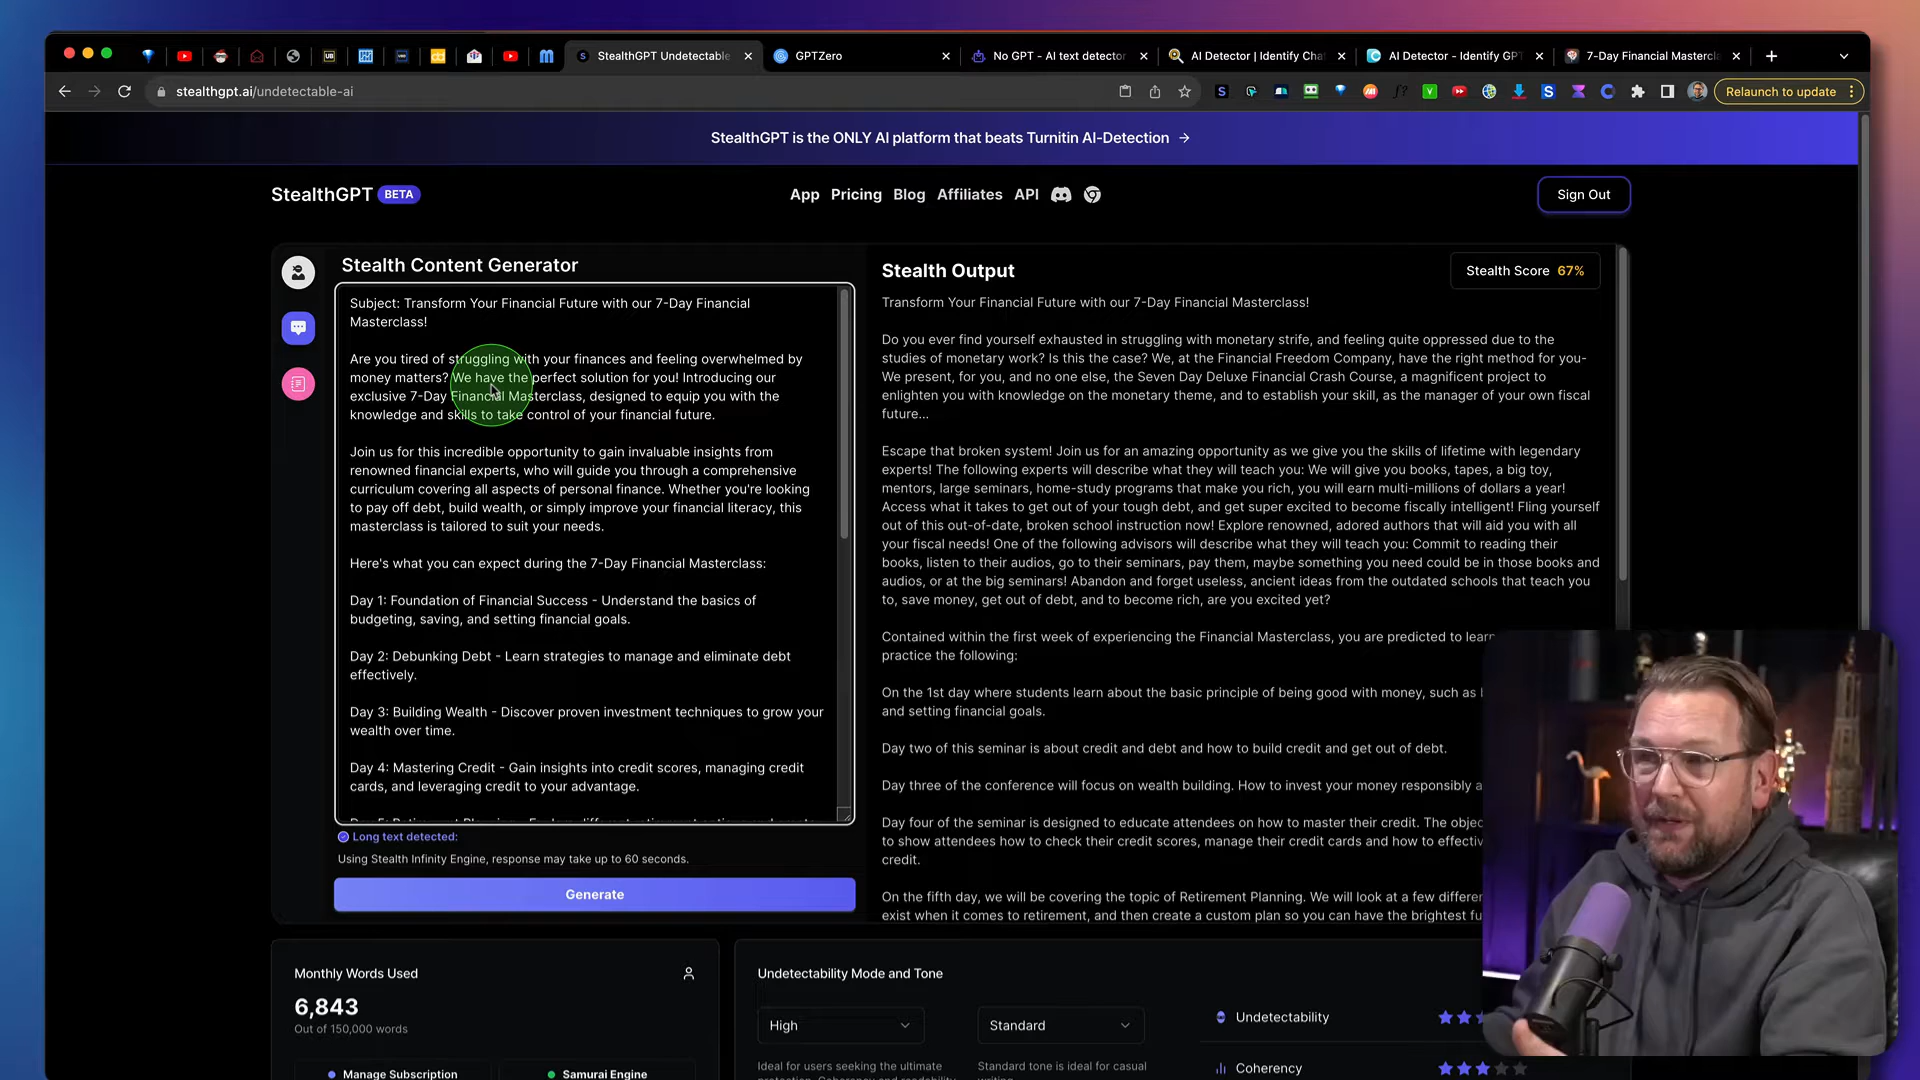 StealthGPT Undetectable
GPTZero
No GPT - AI text detector
AI Detector | Identify Cha
AI Detector - Identify GP
7-Day Financial Mastercl
stealthgpt.ai/undetectable-ai
Relaunch to update
StealthGPT is the ONLY AI platform that beats Turnitin AI-Detection →
StealthGPT BETA
App Pricing Blog Affiliates API
Sign Out
Stealth Content Generator
Subject: Transform Your Financial Future with our 7-Day Financial
Masterclass!
Are you tired of struggling with your finances and feeling overwhelmed by
money matters? We have the perfect solution for you! Introducing our
exclusive 7-Day Financial Masterclass, designed to equip you with the
knowledge and skills to take control of your financial future.
Join us for this incredible opportunity to gain invaluable insights from
renowned financial experts, who will guide you through a comprehensive
curriculum covering all aspects of personal finance. Whether you're looking
to pay off debt, build wealth, or simply improve your financial literacy, this
masterclass is tailored to suit your needs.
Here's what you can expect during the 7-Day Financial Masterclass:
Day 1: Foundation of Financial Success - Understand the basics of
budgeting, saving, and setting financial goals.
Day 2: Debunking Debt - Learn strategies to manage and eliminate debt
effectively.
Day 3: Building Wealth - Discover proven investment techniques to grow your
wealth over time.
Day 4: Mastering Credit - Gain insights into credit scores, managing credit
cards, and leveraging credit to your advantage.
Long text detected:
Using Stealth Infinity Engine, response may take up to 60 seconds.
Generate
Stealth Output
Stealth Score 67%
Transform Your Financial Future with our 7-Day Financial Masterclass!
Do you ever find yourself exhausted in struggling with monetary strife, and feeling quite oppressed due to the
studies of monetary work? Is this the case? We, at the Financial Freedom Company, have the right method for you-
We present, for you, and no one else, the Seven Day Deluxe Financial Crash Course, a magnificent project to
enlighten you with knowledge on the monetary theme, and to establish your skill, as the manager of your own fiscal
future...
Escape that broken system! Join us for an amazing opportunity as we give you the skills of lifetime with legendary
experts! The following experts will describe what they will teach you: We will give you books, tapes, a big toy,
mentors, large seminars, home-study programs that make you rich, you will earn multi-millions of dollars a year!
Access what it takes to get out of your tough debt, and get super excited to become fiscally intelligent! Fling yourself
out of this out-of-date, broken school instruction now! Explore renowned, adored authors that will aid you with all
your fiscal needs! One of the following advisors will describe what they will teach you: Commit to reading their
books, listen to their audios, go to their seminars, pay them, maybe something you need could be in those books and
audios, or at the big seminars! Abandon and forget useless, ancient ideas from the outdated schools that teach you
to, save money, get out of debt, and to become rich, are you excited yet?
Contained within the first week of experiencing the Financial Masterclass, you are predicted to learn
practice the following:
On the 1st day where students learn about the basic principle of being good with money, such as
and setting financial goals.
Day two of this seminar is about credit and debt and how to build credit and get out of debt.
Day three of the conference will focus on wealth building. How to invest your money responsibly a
Day four of the seminar is designed to educate attendees on how to master their credit. The objec
to show attendees how to check their credit scores, manage their credit cards and how to effectiv
credit.
On the fifth day, we will be covering the topic of Retirement Planning. We will look at a few differen
exist when it comes to retirement, and then create a custom plan so you can have the brightest fu
Monthly Words Used
6,843
Out of 150,000 words
Manage Subscription
Samurai Engine
Undetectability Mode and Tone
High
Standard
Ideal for users seeking the ultimate
Standard tone is ideal for casual
Undetectability
Coherency